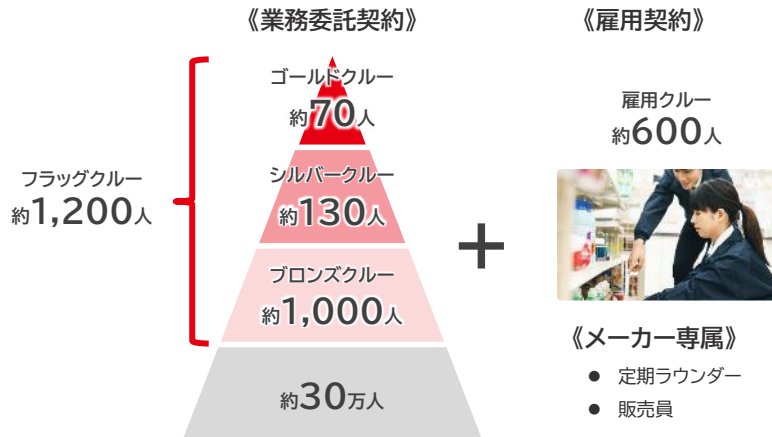 《業務委託契約》
ゴールドクルー
約70人
シルバークルー
約130人
ブロンズクルー
約1,000人
約30万人
フラッグクルー
約1,200人
+
《雇用契約》
雇用クルー
約600人
《メーカー専属》
● 定期ラウンダー
● 販売員